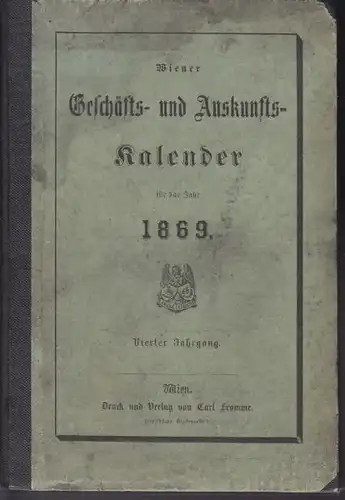 Wiener
Geschäfts- und Auskunfts-
Kalender
für das Jahr
1869.
Vierter Jahrgang.
Wien.
Druck und Verlag von Carl Fromme.